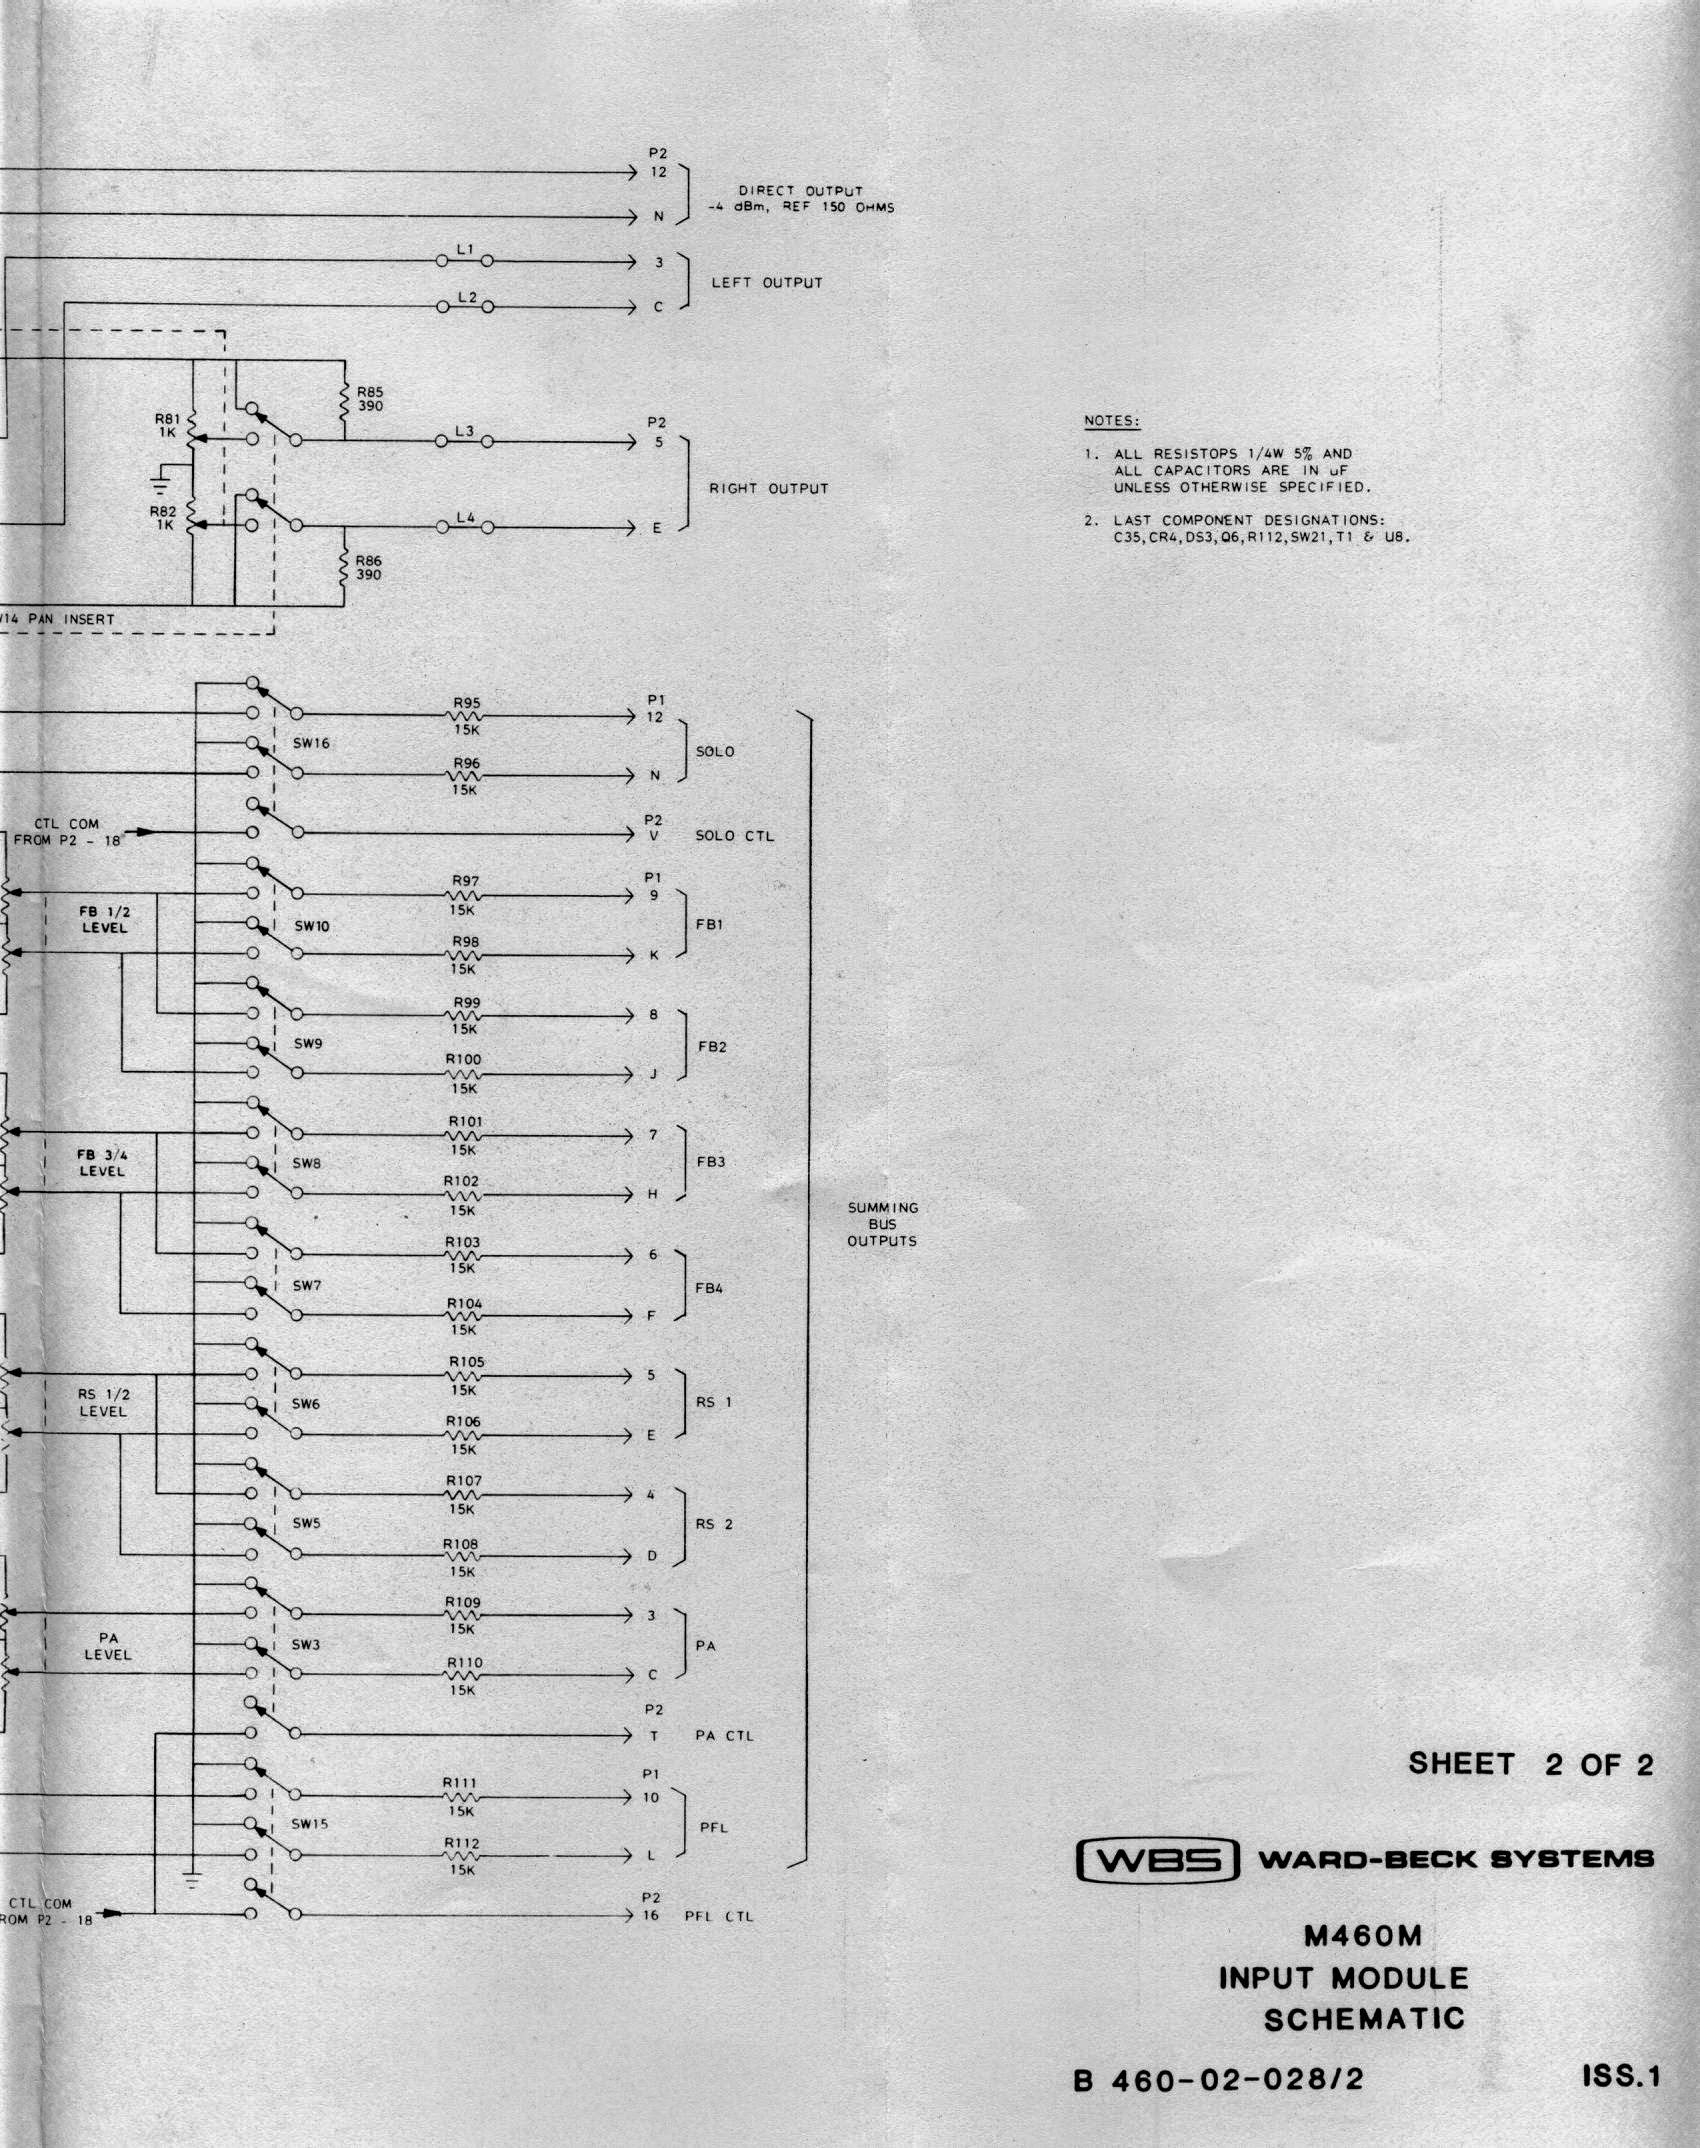 P2
12
DIRECT OUTPUT
-4 dBm, REF 150 OHMS
N
L1
3
LEFT OUTPUT
L2
C
R85
390
R81
1K
L3
P2
5
RIGHT OUTPUT
R82
1K
L4
E
R86
390
14 PAN INSERT
NOTES:
1. ALL RESISTOPS 1/4W 5% AND
ALL CAPACITORS ARE IN uF
UNLESS OTHERWISE SPECIFIED.
2. LAST COMPONENT DESIGNATIONS:
C35,CR4,DS3,Q6,R112,SW21,T1 & U8.
R95
15K
P1
12
SW16
SOLO
R96
15K
N
CTL COM
FROM P2 - 18
P2
V
SOLO CTL
R97
15K
P1
9
FB 1/2
LEVEL
SW10
FB1
R98
15K
K
R99
15K
8
SW9
FB2
R100
15K
J
R101
15K
7
FB 3/4
LEVEL
SW8
FB3
R102
15K
H
SUMMING
BUS
OUTPUTS
R103
15K
6
SW7
FB4
R104
15K
F
R105
15K
5
RS 1/2
LEVEL
SW6
RS 1
R106
15K
E
R107
15K
4
SW5
RS 2
R108
15K
D
R109
15K
3
PA
LEVEL
SW3
PA
R110
15K
C
P2
T
PA CTL
R111
15K
P1
10
SW15
PFL
R112
15K
L
CTL COM
ROM P2 - 18
P2
16
PFL CTL
SHEET 2 OF 2
WBS WARD-BECK SYSTEMS
M460M
INPUT MODULE
SCHEMATIC
B 460-02-028/2
ISS.1